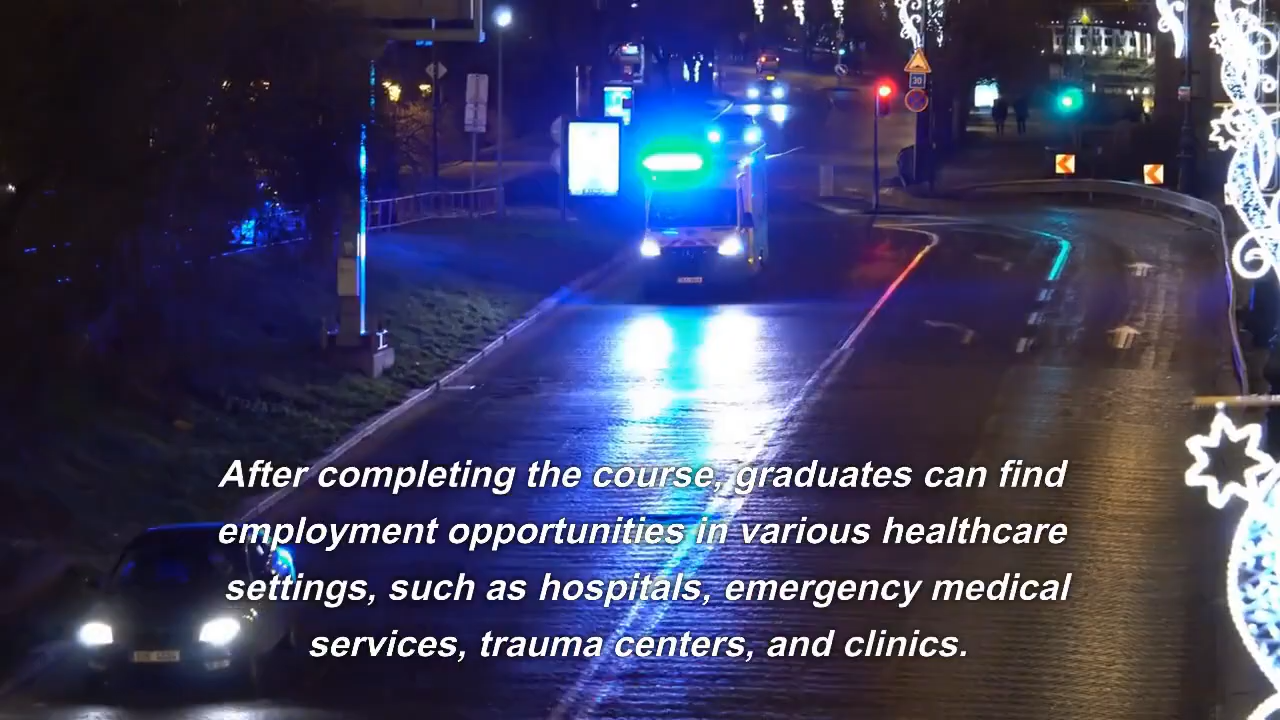 30
After completing the course, graduates can find
employment opportunities in various healthcare
settings, such as hospitals, emergency medical
services, trauma centers, and clinics.